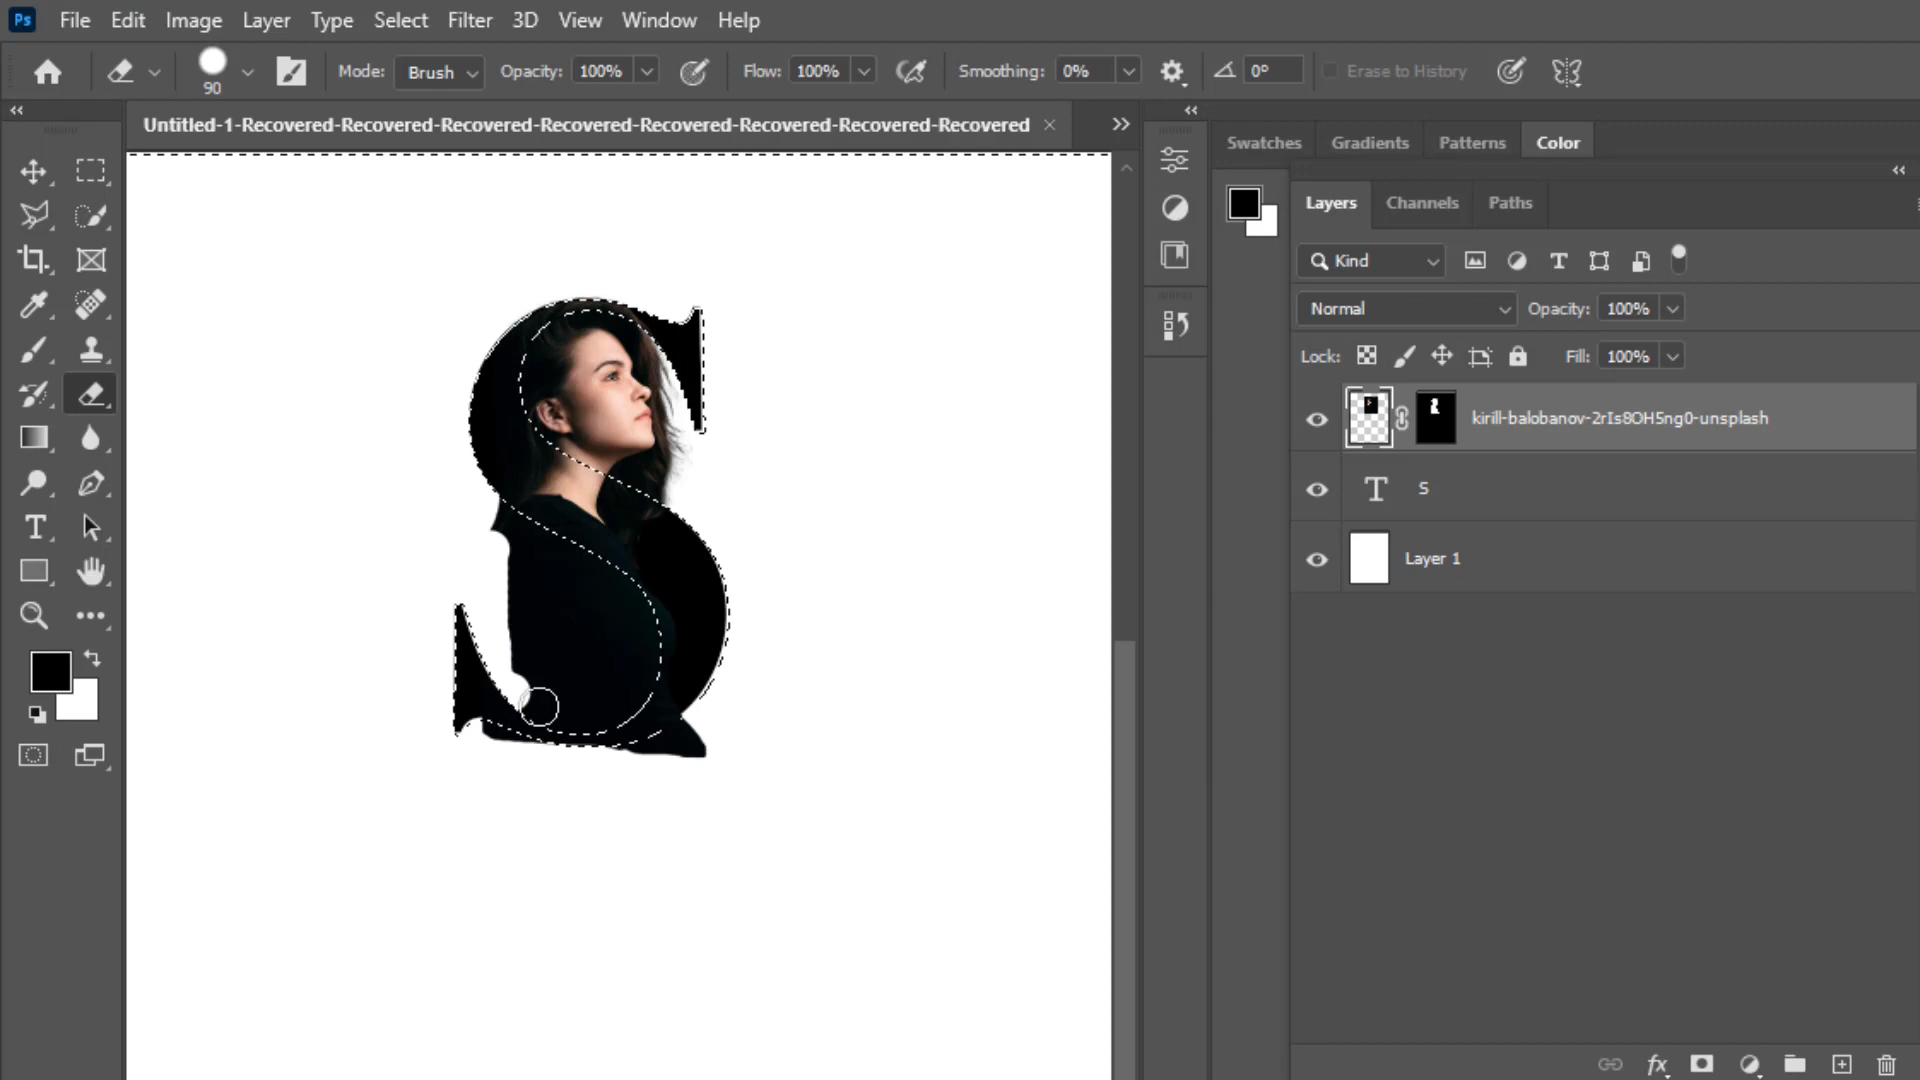 Ps File Edit Image Layer Type Select Filter 3D View Window Help
90 Mode: Brush Opacity: 100% Flow: 100% Smoothing: 0% 0° Erase to History
Untitled-1-Recovered-Recovered-Recovered-Recovered-Recovered-Recovered-Recovered-Recovered
Swatches Gradients Patterns Color
Layers Channels Paths
Kind
Normal Opacity: 100%
Lock: Fill: 100%
kirill-balobanov-2rIs8OH5ng0-unsplash
S
Layer 1
S
fx